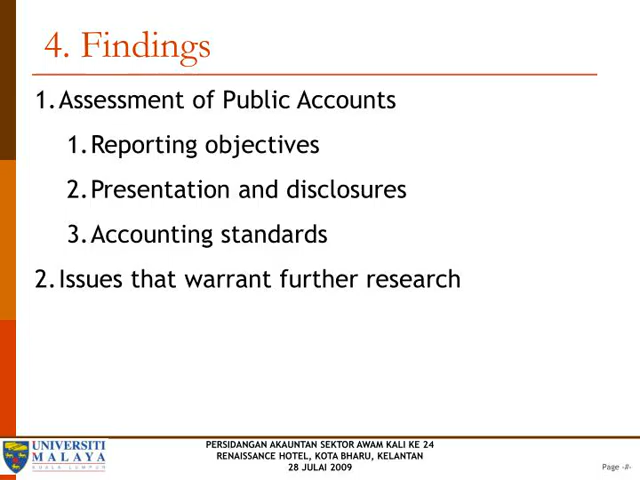 4. Findings
1. Assessment of Public Accounts
1. Reporting objectives
2. Presentation and disclosures
3. Accounting standards
2. Issues that warrant further research
UNIVERSITI
MALAYA
KUALA LUMPUR
PERSIDANGAN AKAUNTAN SEKTOR AWAM KALI KE 24
RENAISSANCE HOTEL, KOTA BHARU, KELANTAN
28 JULAI 2009
Page -#-